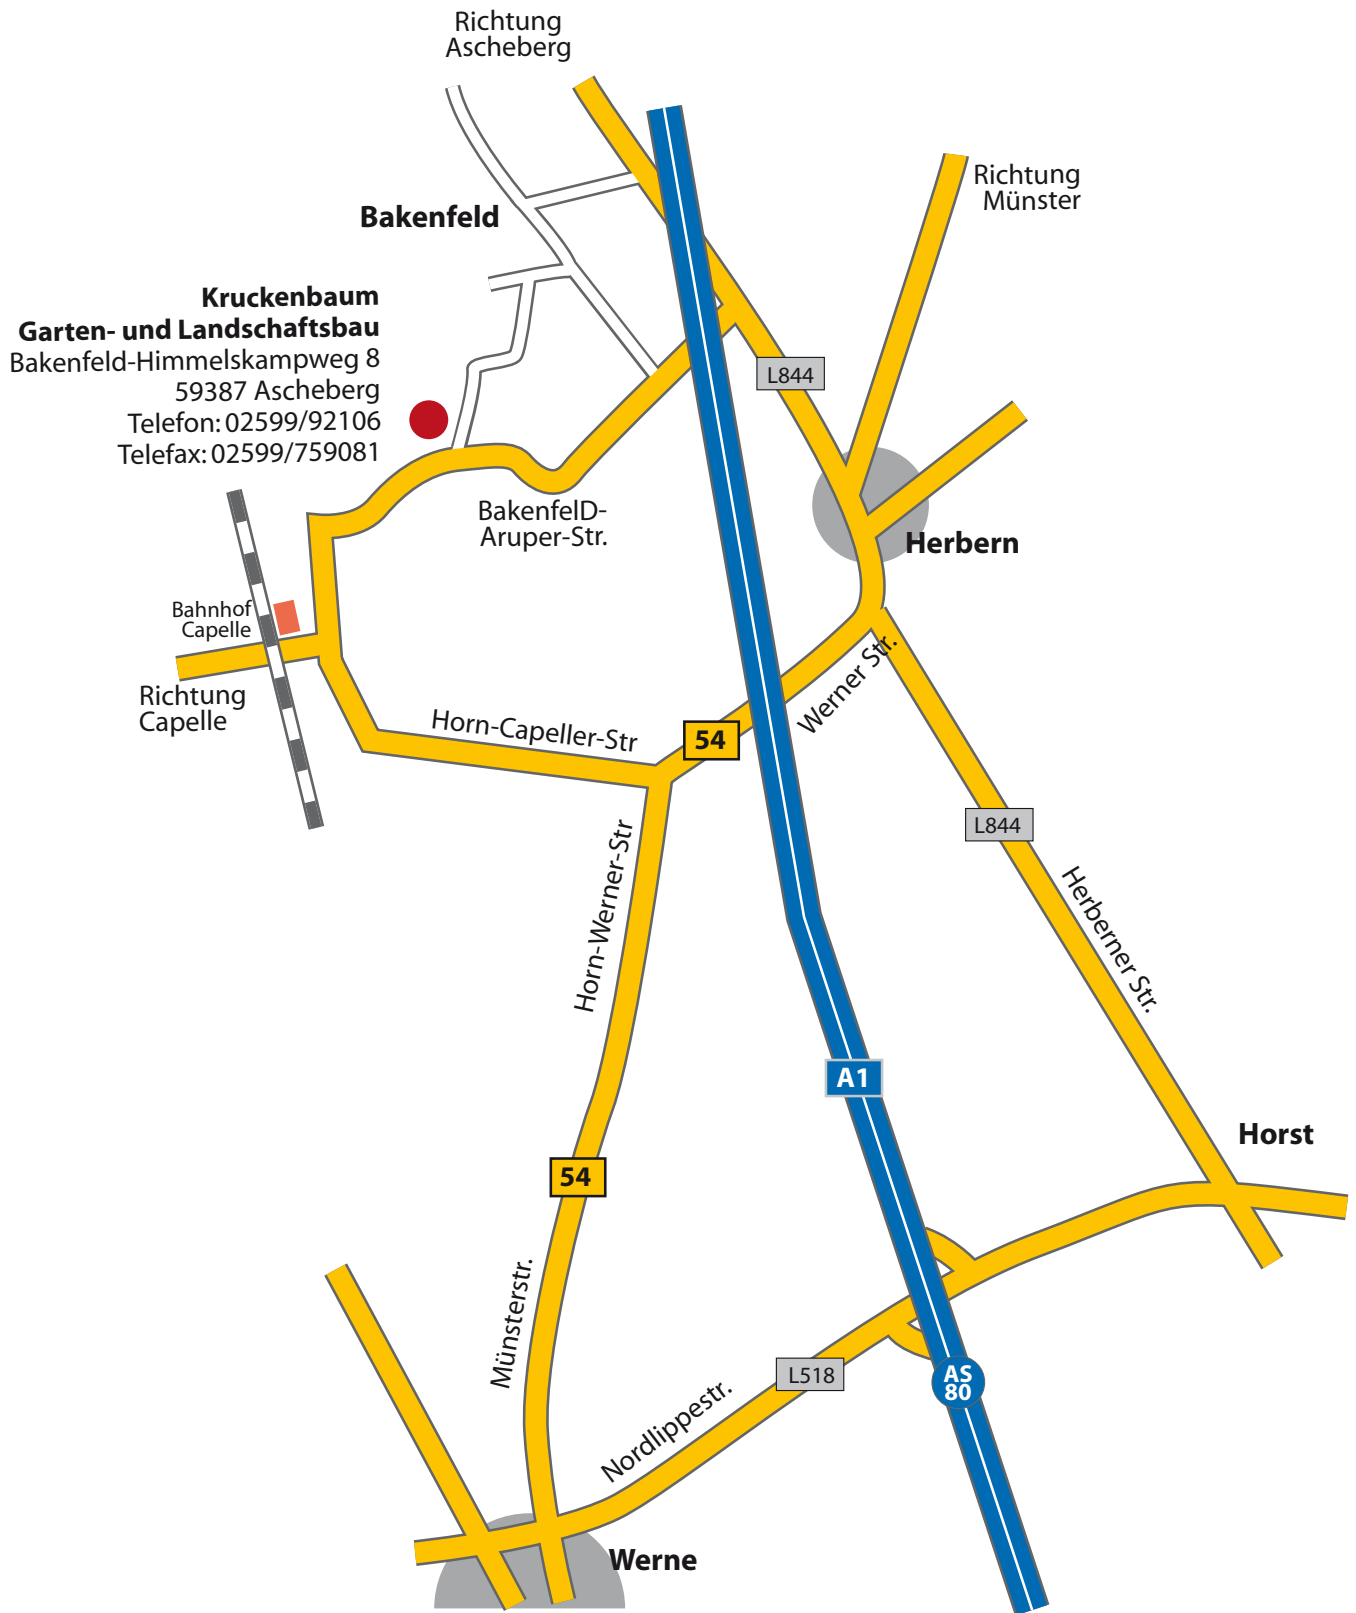 Richtung
Ascheberg
Richtung
Münster
Bakenfeld
Kruckenbaum
Garten- und Landschaftsbau
Bakenfeld-Himmelskampweg 8
59387 Ascheberg
Telefon: 02599/92106
Telefax: 02599/759081
L844
BakenfelD-
Aruper-Str.
Herbern
Bahnhof
Capelle
Richtung
Capelle
Horn-Capeller-Str
54
Werner Str.
L844
Horn-Werner-Str
Herberner Str.
A1
Horst
54
Münsterstr.
L518
AS
80
Nordlippestr.
Werne